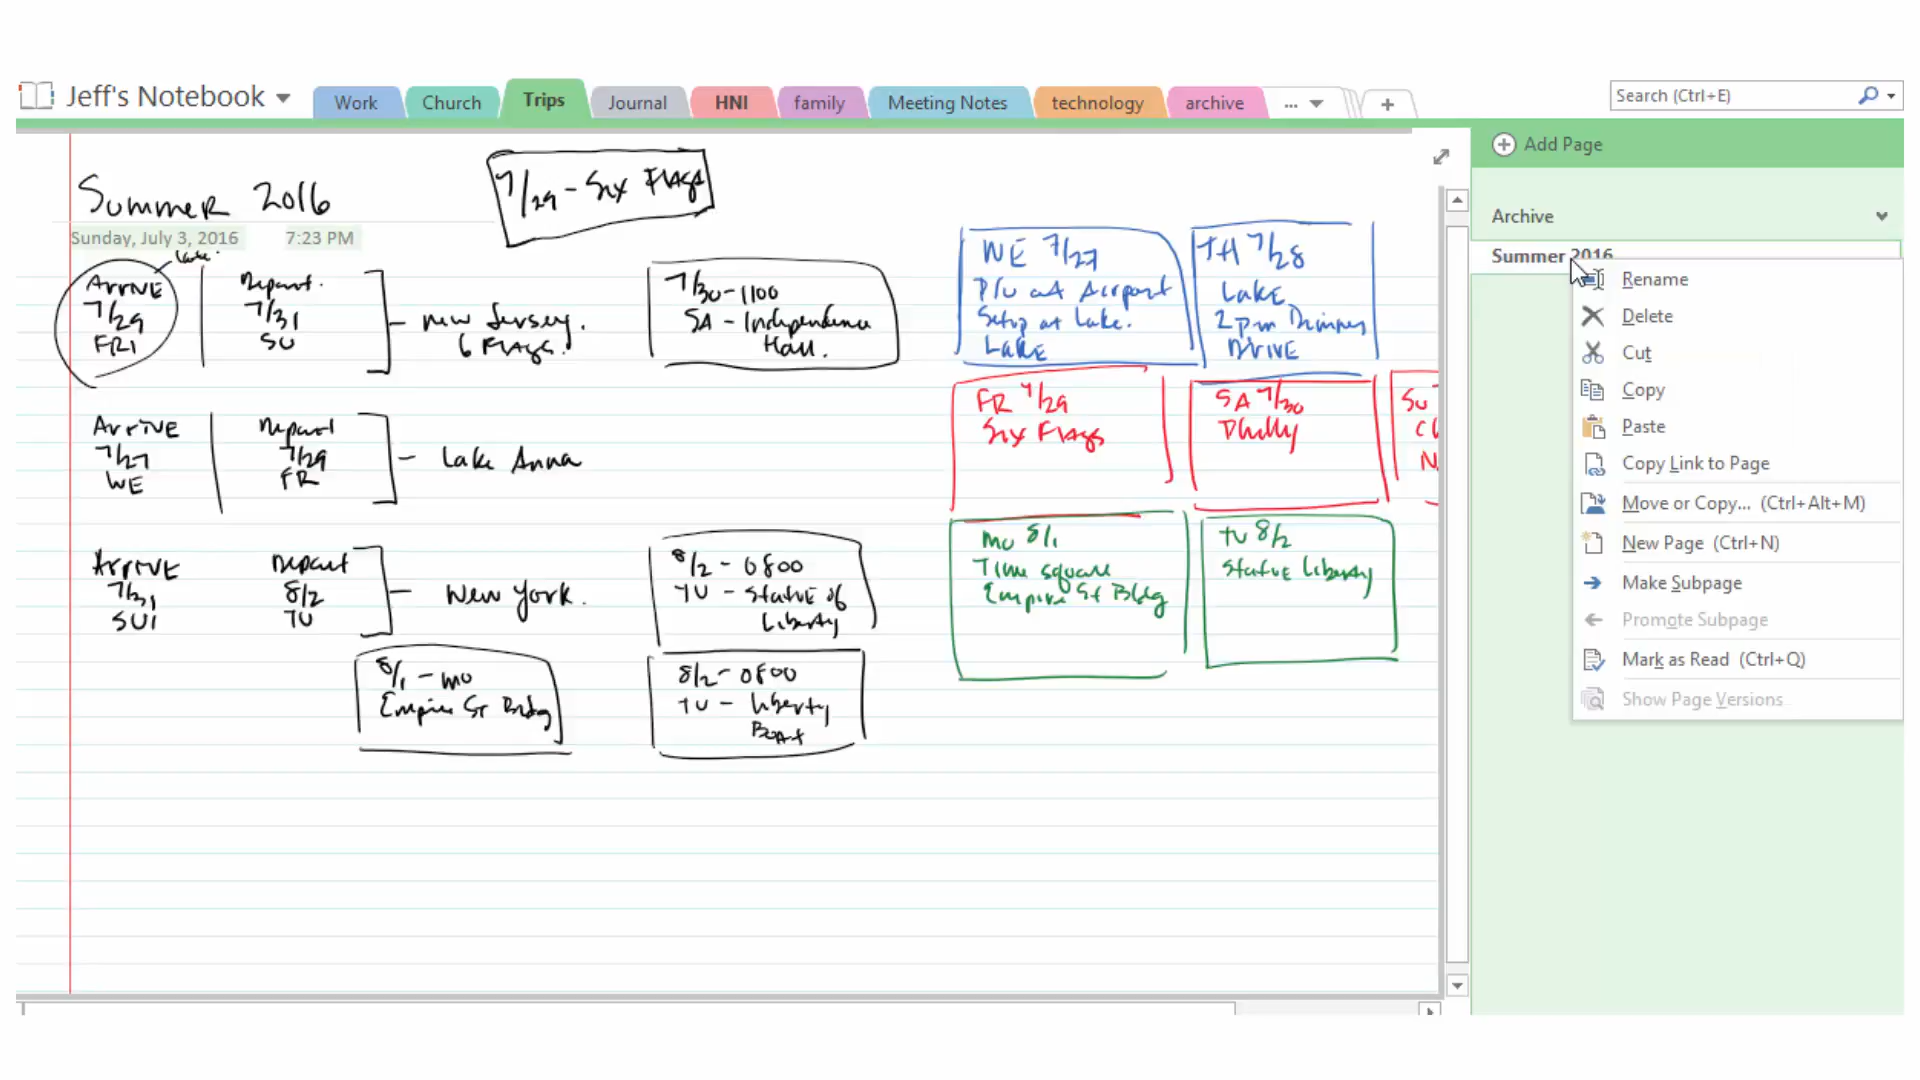 Jeff's Notebook
Work
Church
Trips
Journal
HNI
family
Meeting Notes
technology
archive
...
+
Search (Ctrl+E)
Summer 2016
7/29 - Six Flags
Sunday, July 3, 2016
7:23 PM
Arrive
7/29
FRI
late.
Depart.
7/31
SU
- New Jersey.
6 Flags!
7/30 - 1100
SA - Independence
Hall.
Arrive
7/27
WE
Depart
7/29
FR
- Lake Anna
Arrive
7/31
SUI
Depart
8/2
TU
- New York.
8/2 - 0800
TU - Statue of
Liberty
8/1 - MO
Empire St Bldg
8/2 - 0800
TU - Liberty
Boat
WE 7/27
P/U at Airport
Setup at Lake.
LAKE
TH 7/28
Lake
2pm Dinner
DRIVE
FR 7/29
Six Flags
SA 7/30
Philly
SU
MO 8/1
Time square
Empire St Bldg
TU 8/2
Statue Liberty
Add Page
Archive
Summer 2016
Rename
Delete
Cut
Copy
Paste
Copy Link to Page
Move or Copy... (Ctrl+Alt+M)
New Page (Ctrl+N)
Make Subpage
Promote Subpage
Mark as Read (Ctrl+Q)
Show Page Versions